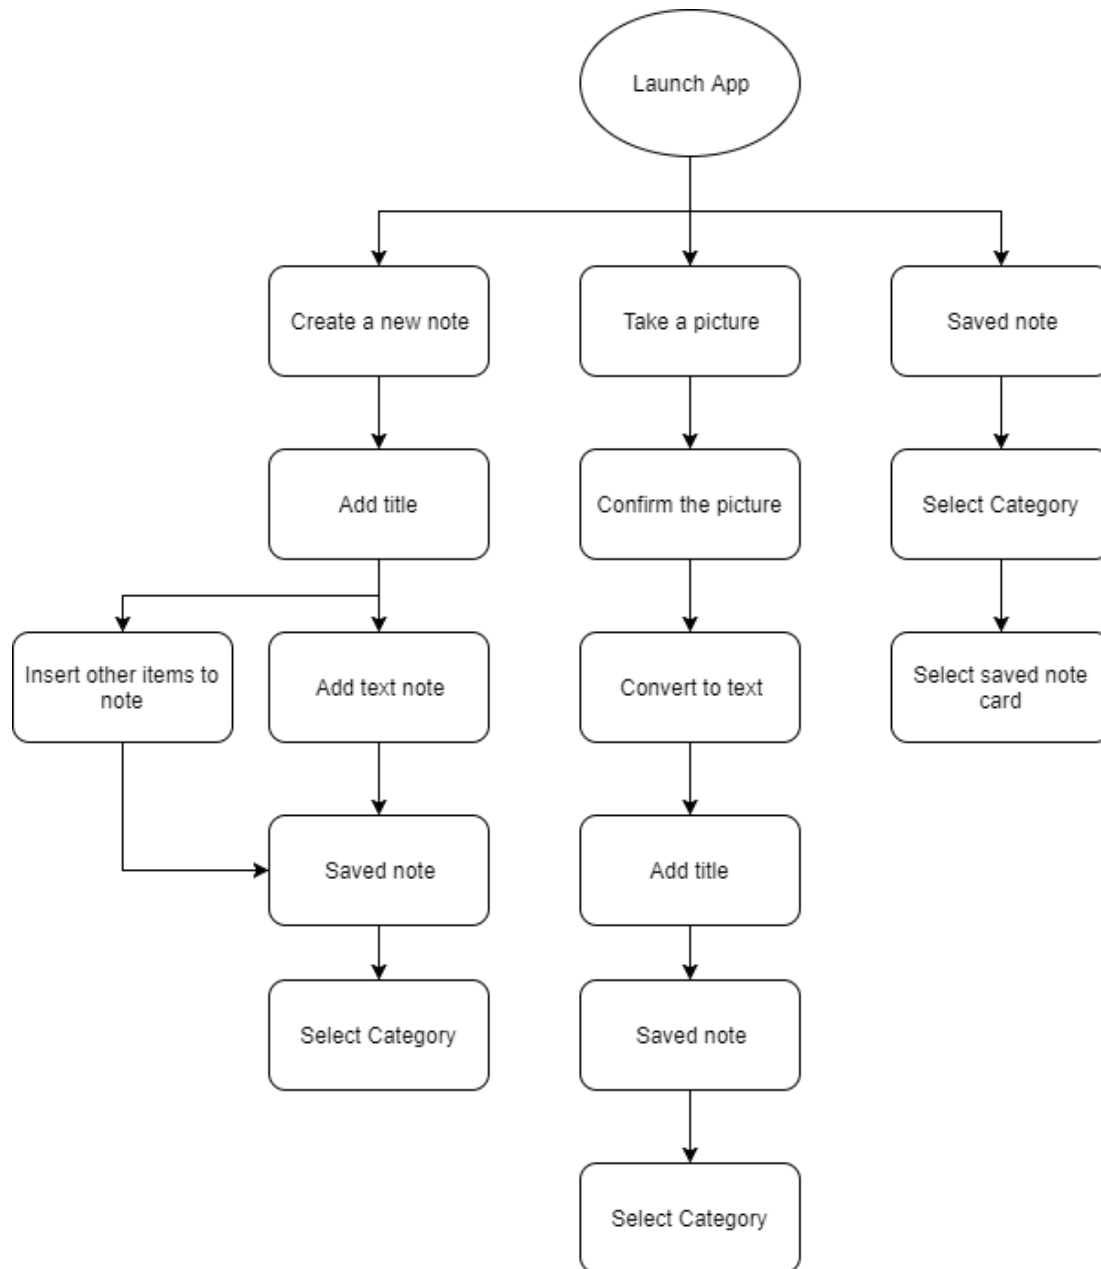 Launch App
Create a new note
Take a picture
Saved note
Add title
Confirm the picture
Select Category
Insert other items to
note
Add text note
Convert to text
Select saved note
card
Saved note
Add title
Select Category
Saved note
Select Category